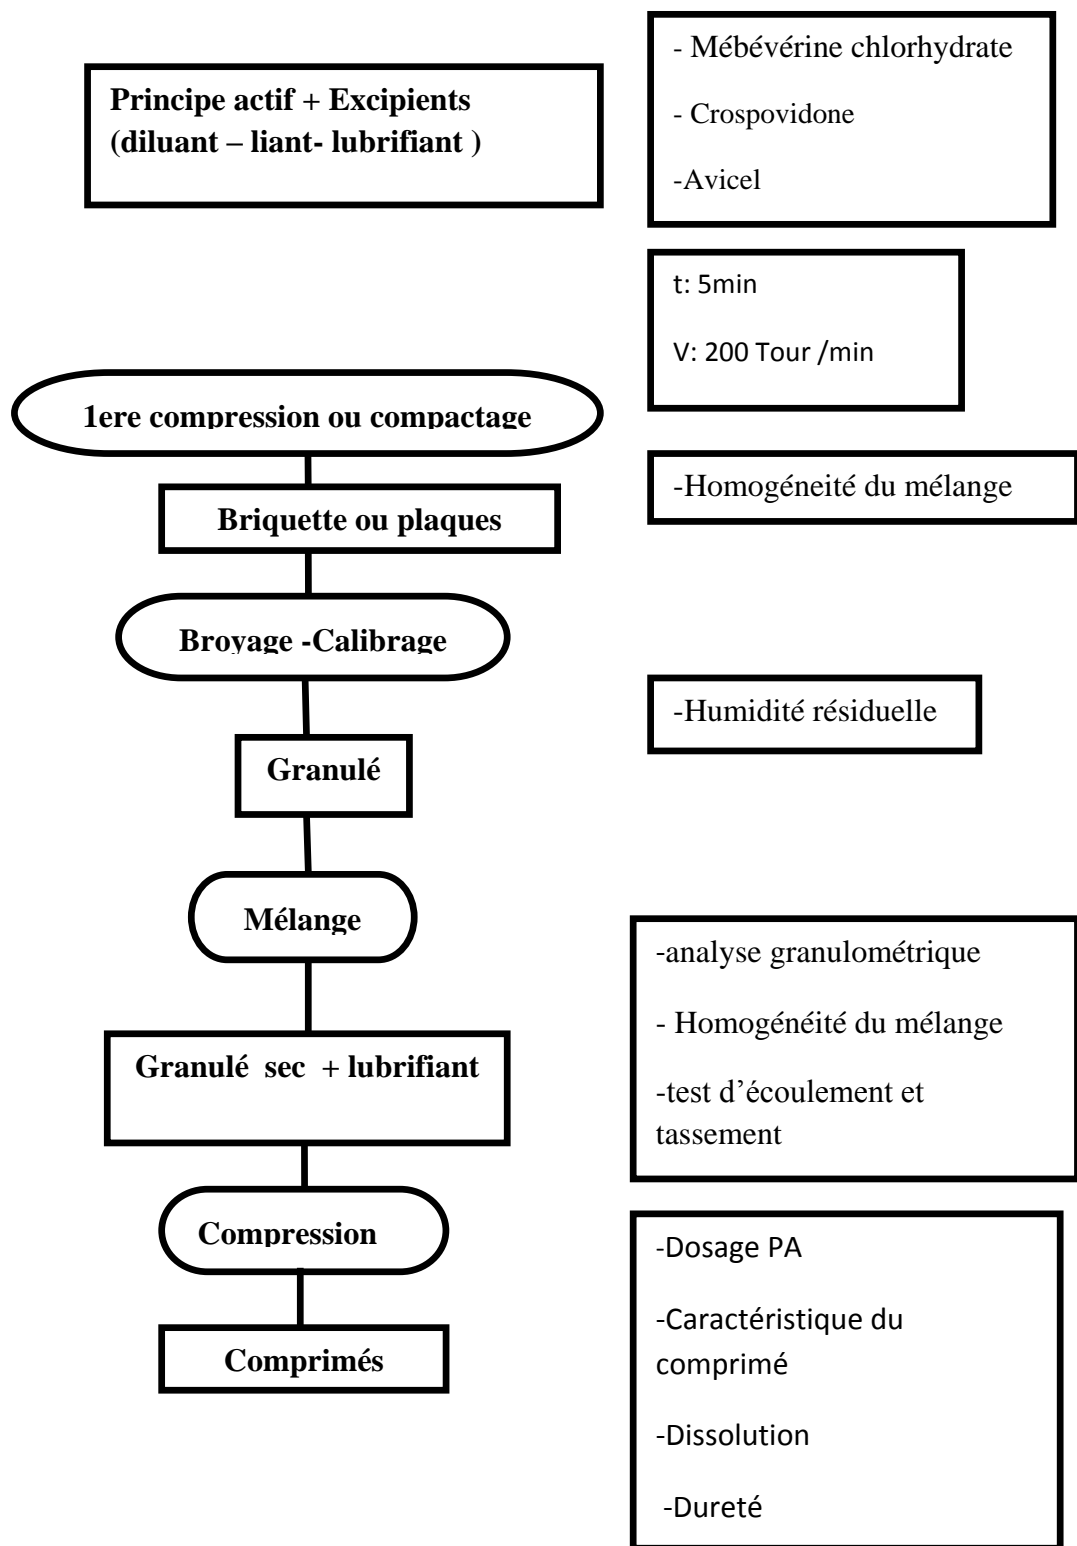 Principe actif + Excipients
(diluant – liant- lubrifiant )
- Mébévérine chlorhydrate
- Crospovidone
-Avicel
t: 5min
V: 200 Tour /min
1ere compression ou compactage
-Homogéneité du mélange
Briquette ou plaques
Broyage -Calibrage
-Humidité résiduelle
Granulé
Mélange
-analyse granulométrique
- Homogénéité du mélange
-test d’écoulement et
tassement
Granulé sec + lubrifiant
Compression
-Dosage PA
-Caractéristique du
comprimé
-Dissolution
-Dureté
Comprimés